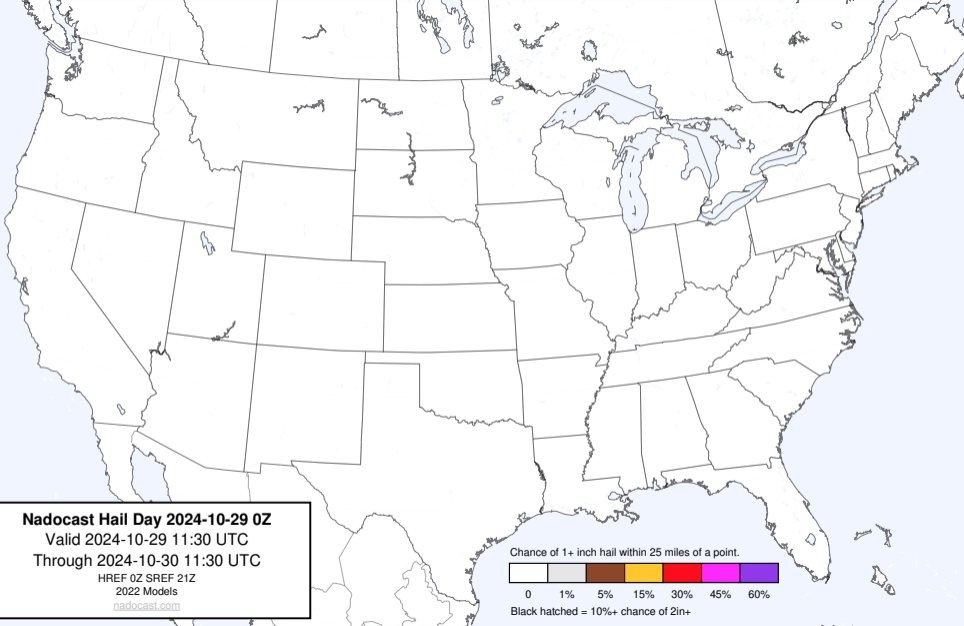 Nadocast Hail Day 2024-10-29 0Z
Valid 2024-10-29 11:30 UTC
Through 2024-10-30 11:30 UTC
HREF 0Z SREF 21Z
2022 Models
nadocast.com
Chance of 1+ inch hail within 25 miles of a point.
0 1% 5% 15% 30% 45% 60%
Black hatched = 10%+ chance of 2in+